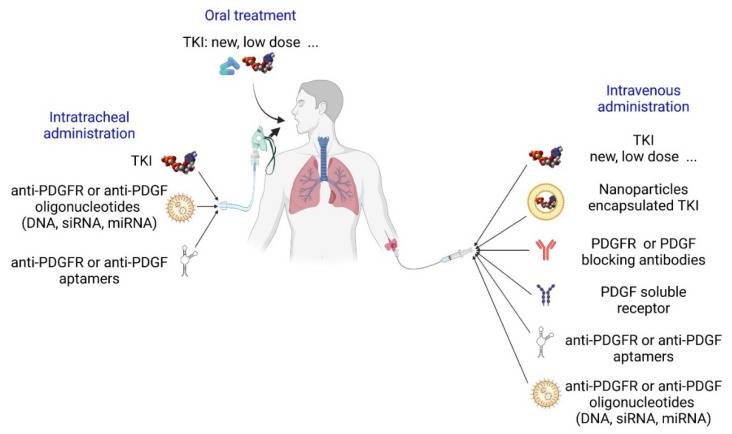 Oral treatment
TKI: new, low dose ...
Intratracheal
administration
TKI
anti-PDGFR or anti-PDGF
oligonucleotides
(DNA, siRNA, miRNA)
anti-PDGFR or anti-PDGF
aptamers
Intravenous
administration
TKI
new, low dose ...
Nanoparticles
encapsulated TKI
PDGFR or PDGF
blocking antibodies
PDGF soluble
receptor
anti-PDGFR or anti-PDGF
aptamers
anti-PDGFR or anti-PDGF
oligonucleotides
(DNA, siRNA, miRNA)